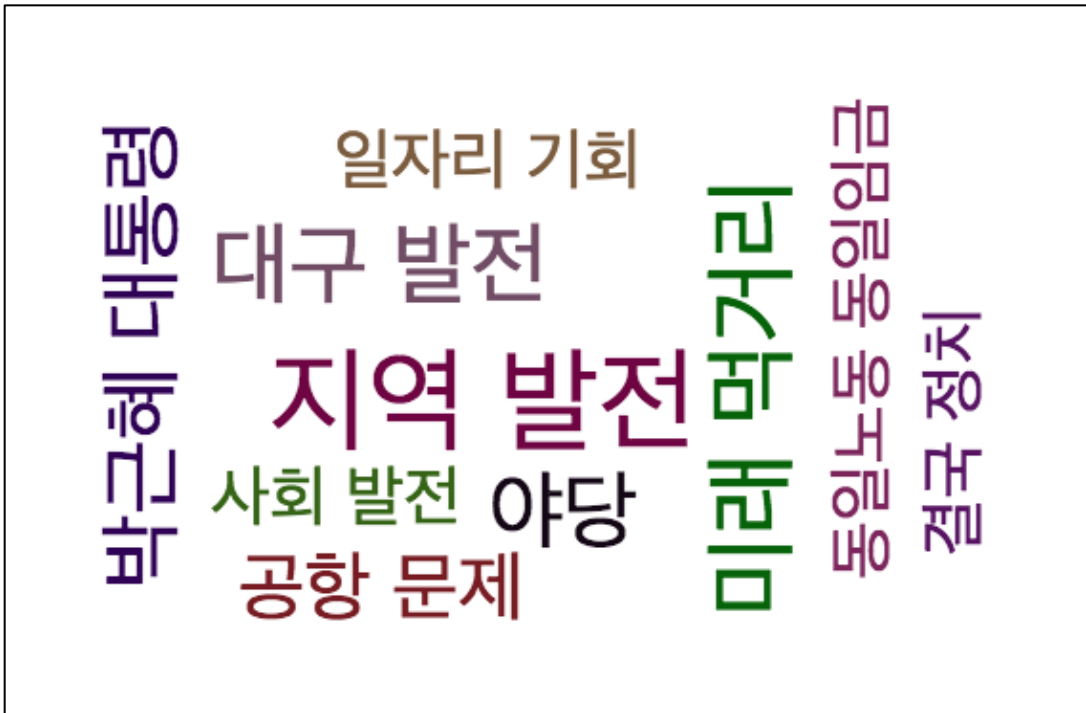 박근혜 대통령
일자리 기회
대구 발전
지역 발전
사회 발전
야당
공항 문제
미래 먹거리
동일노동 동일임금
결국 정치